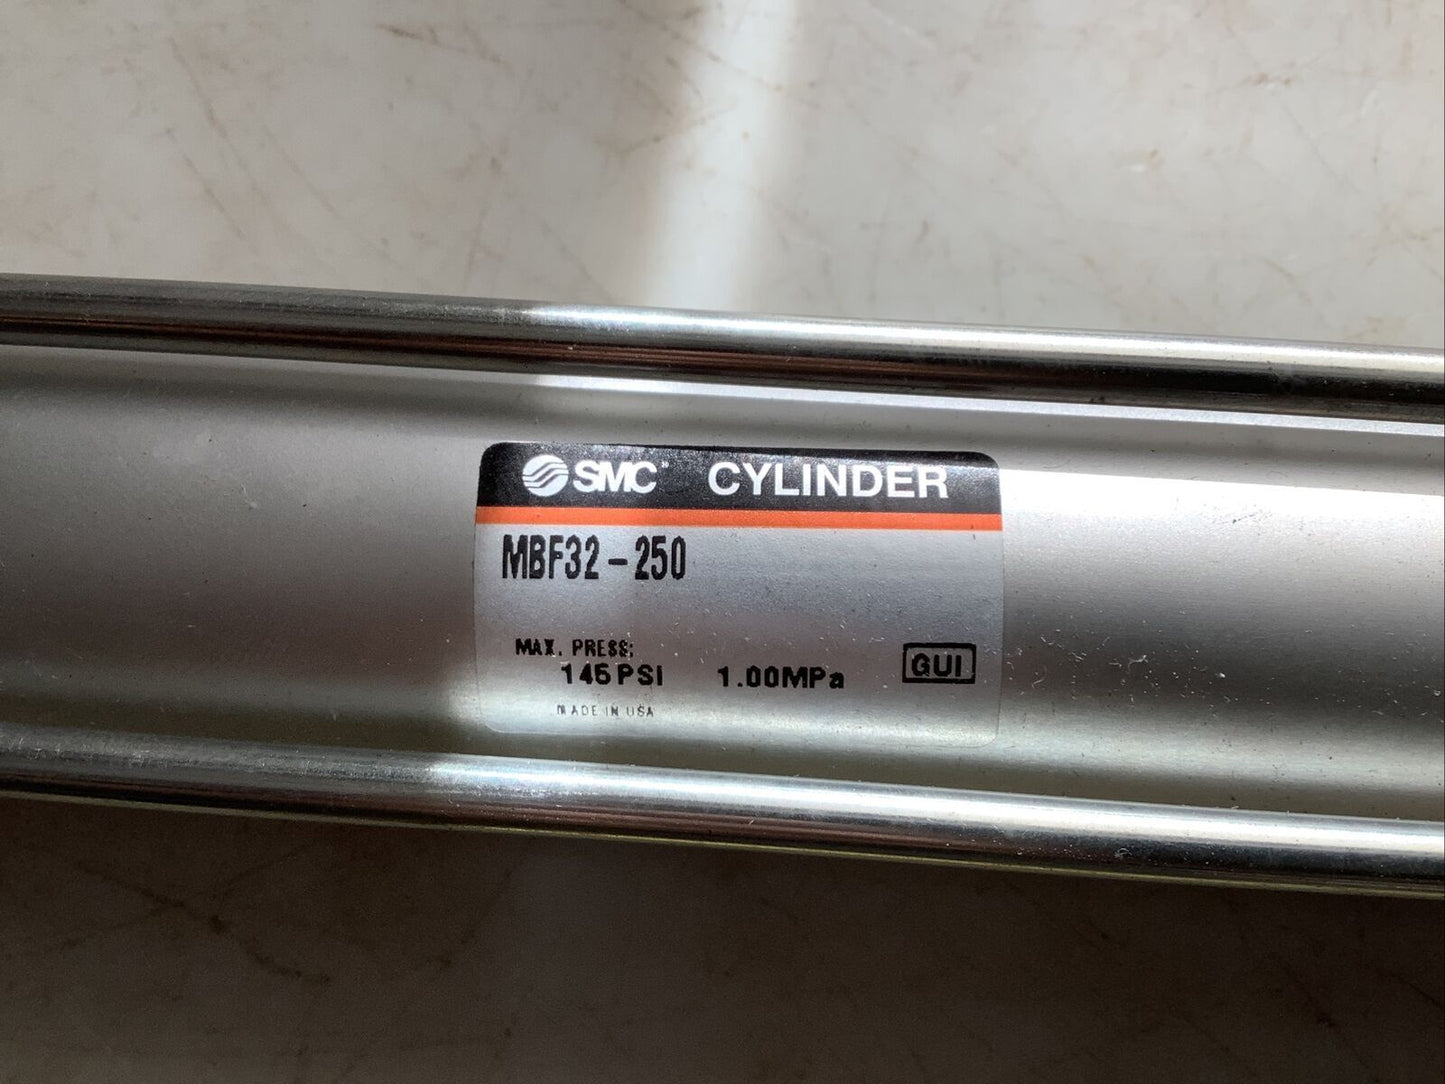 SMC CYLINDER
MBF32-250
MAX. PRESS:
145PSI 1.00MPa
GUI
MADE IN USA